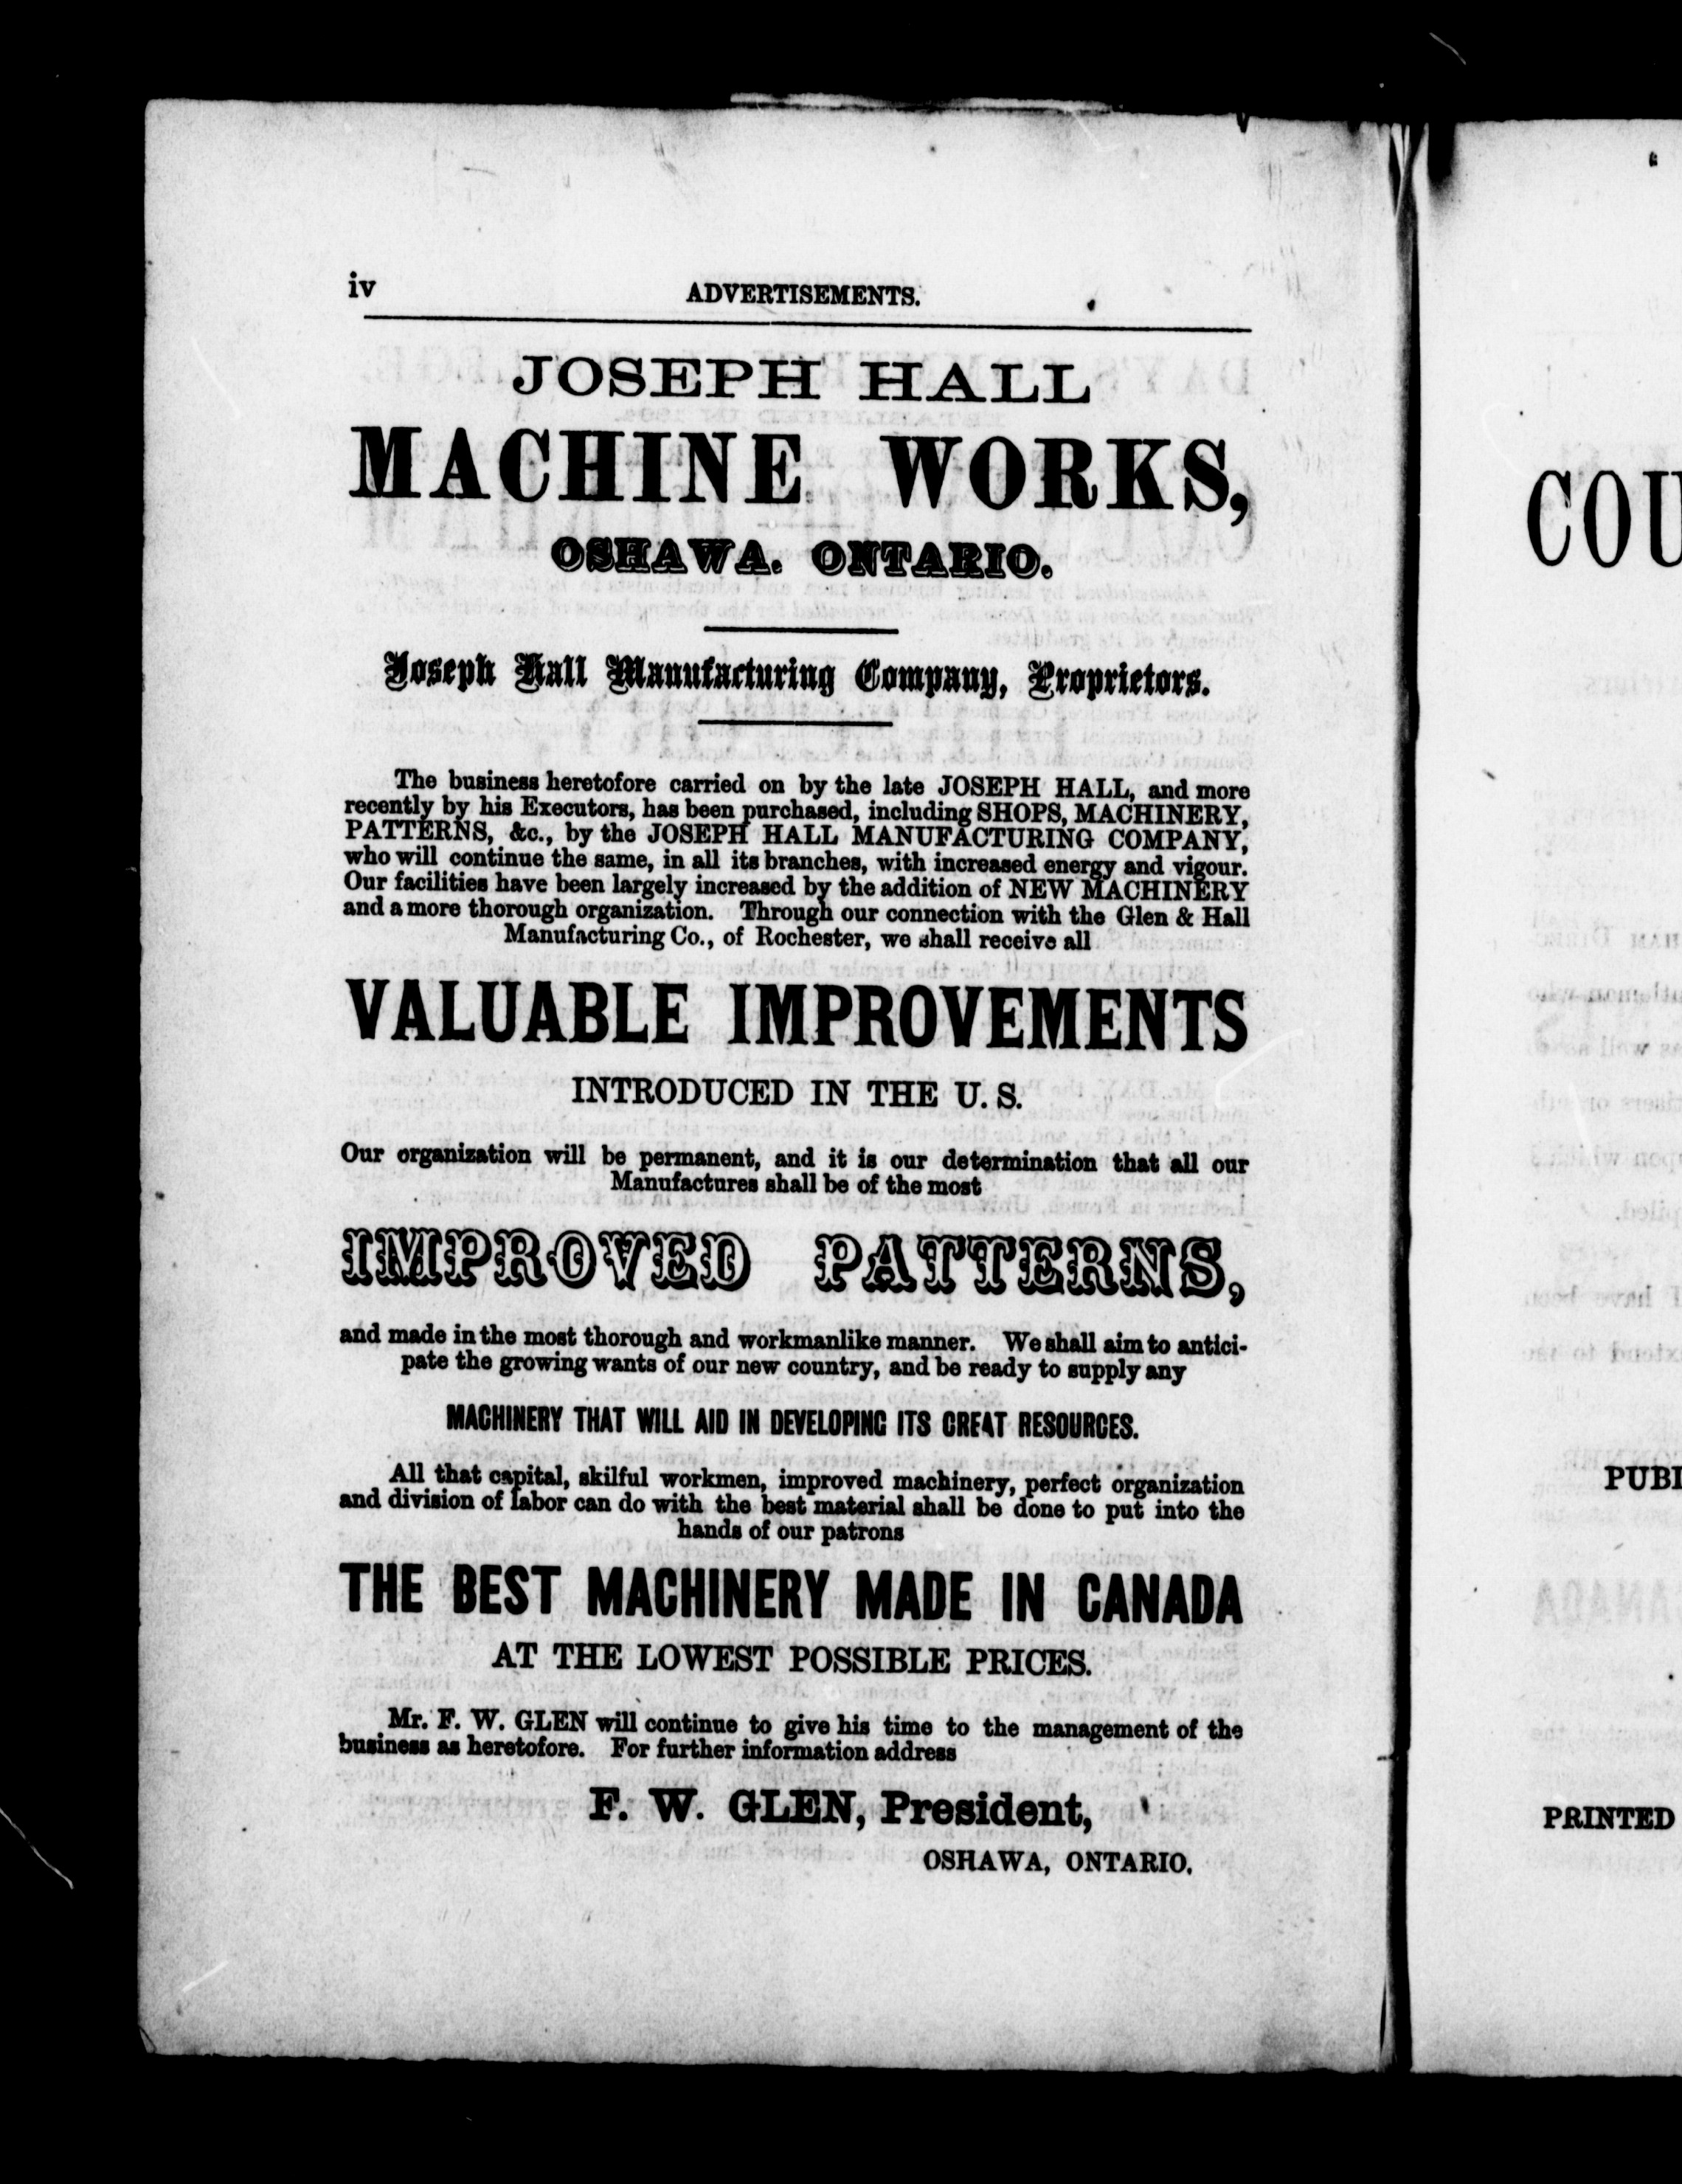 iv
ADVERTISEMENTS.
JOSEPH HALL
MACHINE WORKS,
OSHAWA. ONTARIO.
Joseph Hall Manufacturing Company, Proprietors.
The business heretofore carried on by the late JOSEPH HALL, and more
recently by his Executors, has been purchased, including SHOPS, MACHINERY,
PATTERNS, &c., by the JOSEPH HALL MANUFACTURING COMPANY,
who will continue the same, in all its branches, with increased energy and vigour.
Our facilities have been largely increased by the addition of NEW MACHINERY
and a more thorough organization. Through our connection with the Glen & Hall
Manufacturing Co., of Rochester, we shall receive all
VALUABLE IMPROVEMENTS
INTRODUCED IN THE U. S.
Our organization will be permanent, and it is our determination that all our
Manufactures shall be of the most
IMPROVED PATTERNS,
and made in the most thorough and workmanlike manner. We shall aim to antici-
pate the growing wants of our new country, and be ready to supply any
MACHINERY THAT WILL AID IN DEVELOPING ITS GREAT RESOURCES.
All that capital, skilful workmen, improved machinery, perfect organization
and division of labor can do with the best material shall be done to put into the
hands of our patrons
THE BEST MACHINERY MADE IN CANADA
AT THE LOWEST POSSIBLE PRICES.
Mr. F. W. GLEN will continue to give his time to the management of the
business as heretofore. For further information address
F. W. GLEN, President,
OSHAWA, ONTARIO.
COU
PUBI
PRINTED